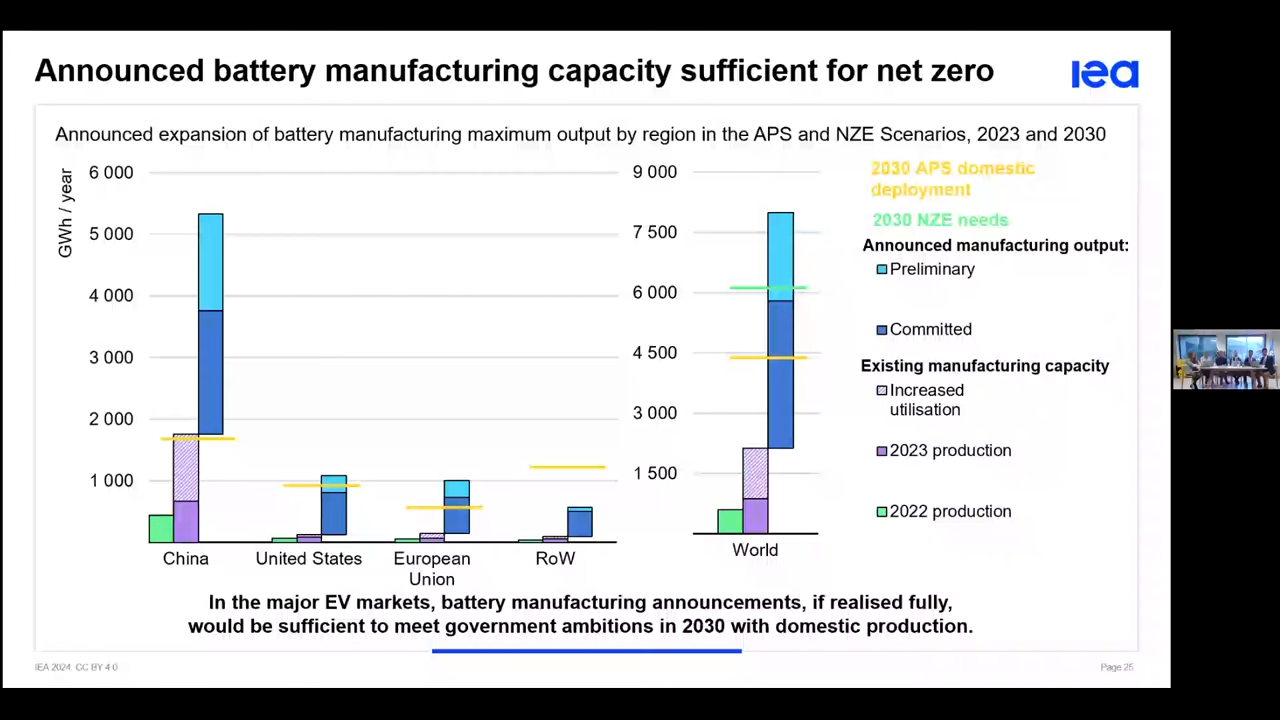 Announced battery manufacturing capacity sufficient for net zero
iea
Announced expansion of battery manufacturing maximum output by region in the APS and NZE Scenarios, 2023 and 2030
GWh / year
6 000
5 000
4 000
3 000
2 000
1 000
China
United States
European
Union
RoW
9 000
7 500
6 000
4 500
3 000
1 500
World
2030 APS domestic
deployment
2030 NZE needs
Announced manufacturing output:
Preliminary
Committed
Existing manufacturing capacity
Increased
utilisation
2023 production
2022 production
In the major EV markets, battery manufacturing announcements, if realised fully,
would be sufficient to meet government ambitions in 2030 with domestic production.
IEA 2024. CC BY 4.0
Page 25